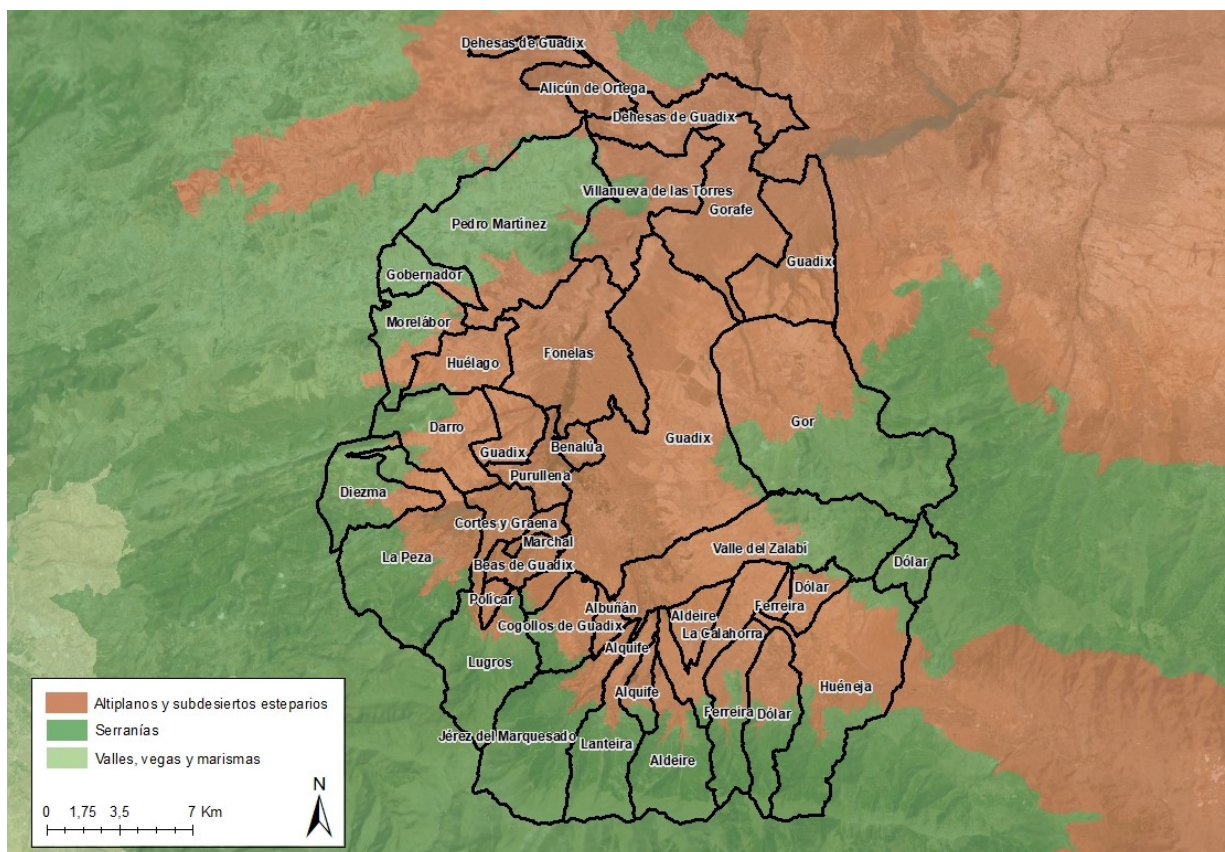 Dehesas de Guadix
Alicún de Ortega
Dehesas de Guadix
Villanueva de las Torres
Gorafe
Pedro Martínez
Guadix
Gobernador
Morelábor
Fonelas
Huélago
Gor
Darro
Guadix
Benalúa
Guadix
Purullena
Diezma
Cortes y Graena
Marchal
La Peza
Beas de Guadix
Valle del Zalabí
Dólar
Polícar
Albuñán
Aldeire
Ferreira
Dólar
Cogollos de Guadix
La Calahorra
Alquife
Lugros
Alquife
Huéneja
Ferreira
Dólar
Jérez del Marquesado
Lanteira
Aldeire
Altiplanos y subdesiertos esteparios
Serranías
Valles, vegas y marismas
N
0 1,75 3,5 7 Km